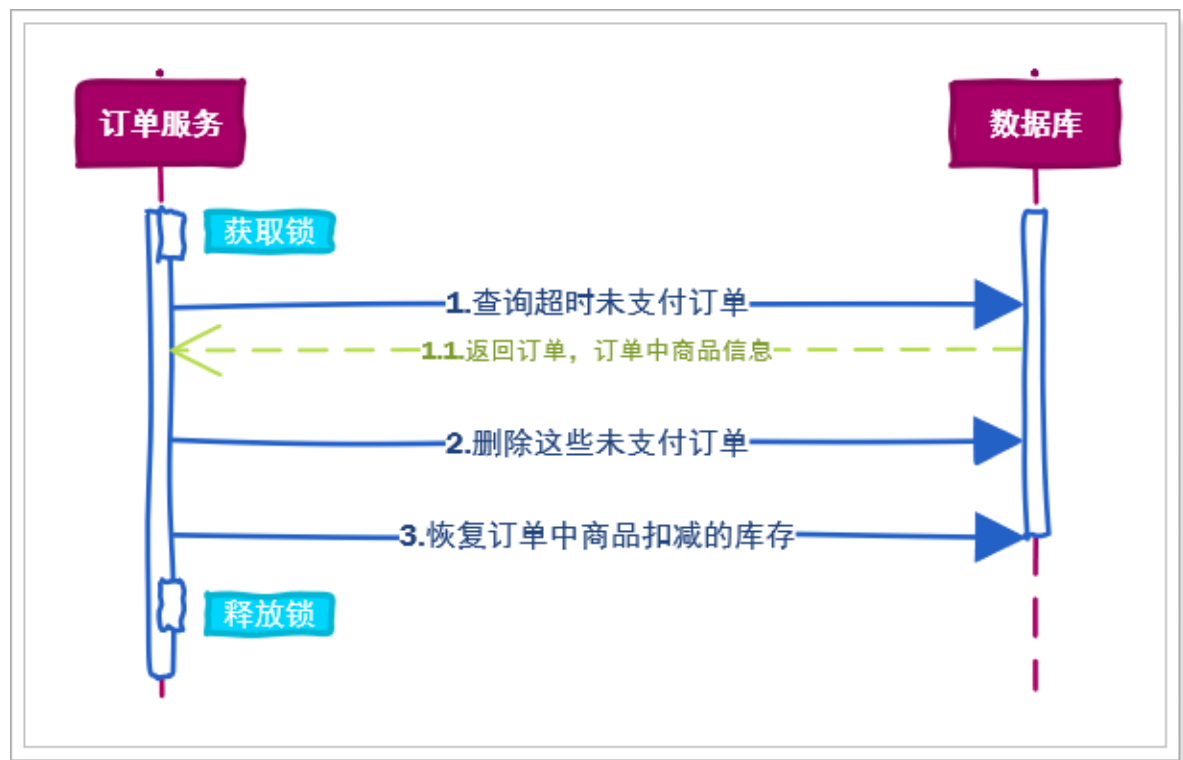 订单服务
数据库
获取锁
1.查询超时未支付订单
1.1.返回订单，订单中商品信息
2.删除这些未支付订单
3.恢复订单中商品扣减的库存
释放锁